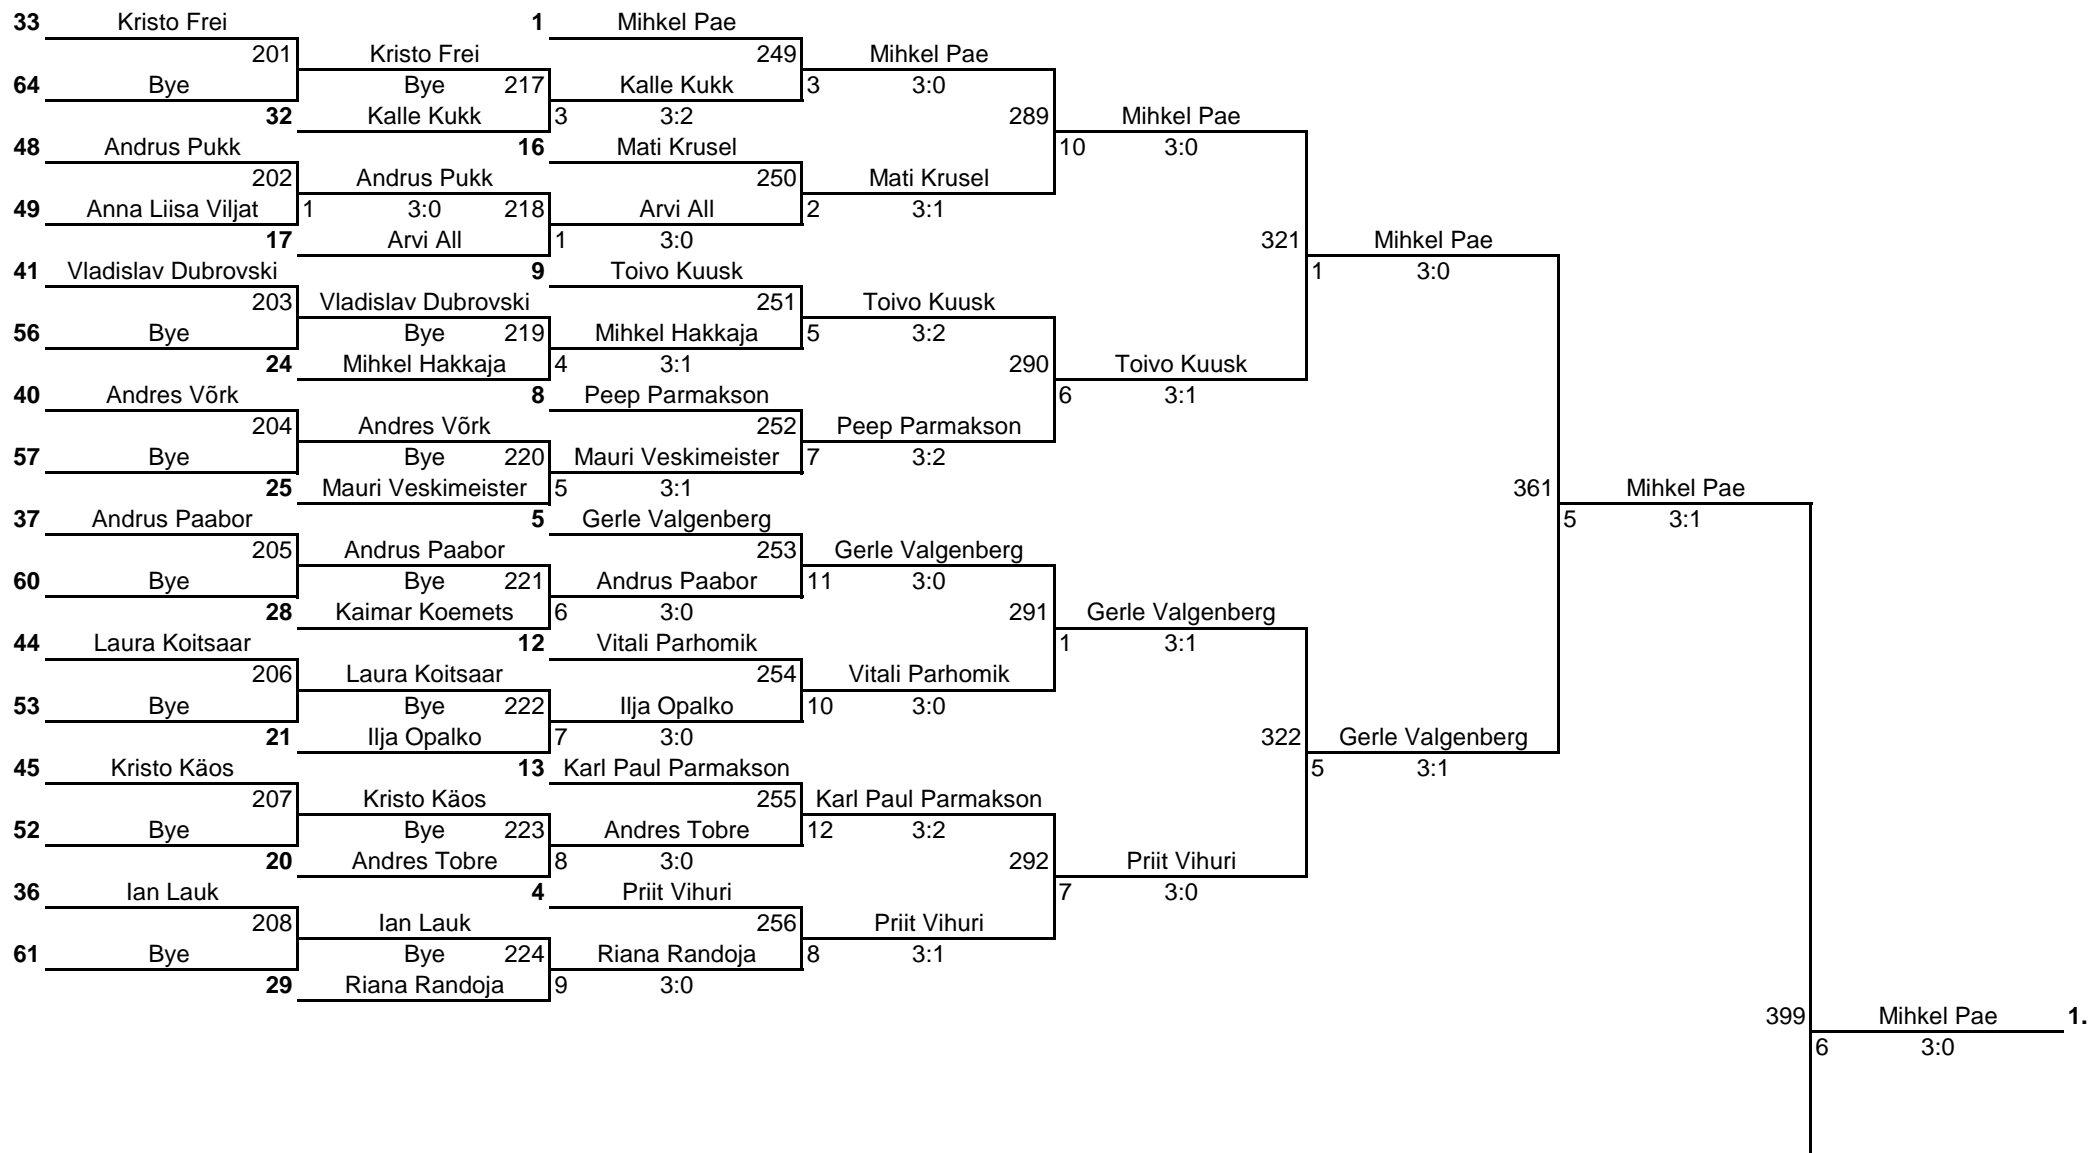 33 Kristo Frei 1 Mihkel Pae
201 Kristo Frei 249 Mihkel Pae
64 Bye Bye 217 Kalle Kukk 3 3:0
32 Kalle Kukk 3 3:2 289 Mihkel Pae
48 Andrus Pukk 16 Mati Krusel 10 3:0
202 Andrus Pukk 250 Mati Krusel
49 Anna Liisa Viljat 1 3:0 218 Arvi All 2 3:1
17 Arvi All 1 3:0 321 Mihkel Pae
41 Vladislav Dubrovski 9 Toivo Kuusk 1 3:0
203 Vladislav Dubrovski 251 Toivo Kuusk
56 Bye Bye 219 Mihkel Hakkaja 5 3:2
24 Mihkel Hakkaja 4 3:1 290 Toivo Kuusk
40 Andres Võrk 8 Peep Parmakson 6 3:1
204 Andres Võrk 252 Peep Parmakson
57 Bye Bye 220 Mauri Veskimeister 7 3:2
25 Mauri Veskimeister 5 3:1 361 Mihkel Pae
37 Andrus Paabor 5 Gerle Valgenberg 5 3:1
205 Andrus Paabor 253 Gerle Valgenberg
60 Bye Bye 221 Andrus Paabor 11 3:0
28 Kaimar Koemets 6 3:0 291 Gerle Valgenberg
44 Laura Koitsaar 12 Vitali Parhomik 1 3:1
206 Laura Koitsaar 254 Vitali Parhomik
53 Bye Bye 222 Ilja Opalko 10 3:0
21 Ilja Opalko 7 3:0 322 Gerle Valgenberg
45 Kristo Käos 13 Karl Paul Parmakson 5 3:1
207 Kristo Käos 255 Karl Paul Parmakson
52 Bye Bye 223 Andres Tobre 12 3:2
20 Andres Tobre 8 3:0 292 Priit Vihuri
36 Ian Lauk 4 Priit Vihuri 7 3:0
208 Ian Lauk 256 Priit Vihuri
61 Bye Bye 224 Riana Randoja 8 3:1
29 Riana Randoja 9 3:0
399 Mihkel Pae 1.
6 3:0